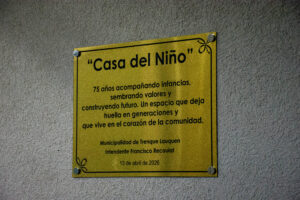 “Casa del Niño”
75 años acompañando infancias,
sembrando valores y
construyendo futuro. Un espacio que deja
huella en generaciones y
que vive en el corazón de la comunidad.
Municipalidad de Trenque Lauquen
Intendente Francisco Recoulat
13 de abril de 2026